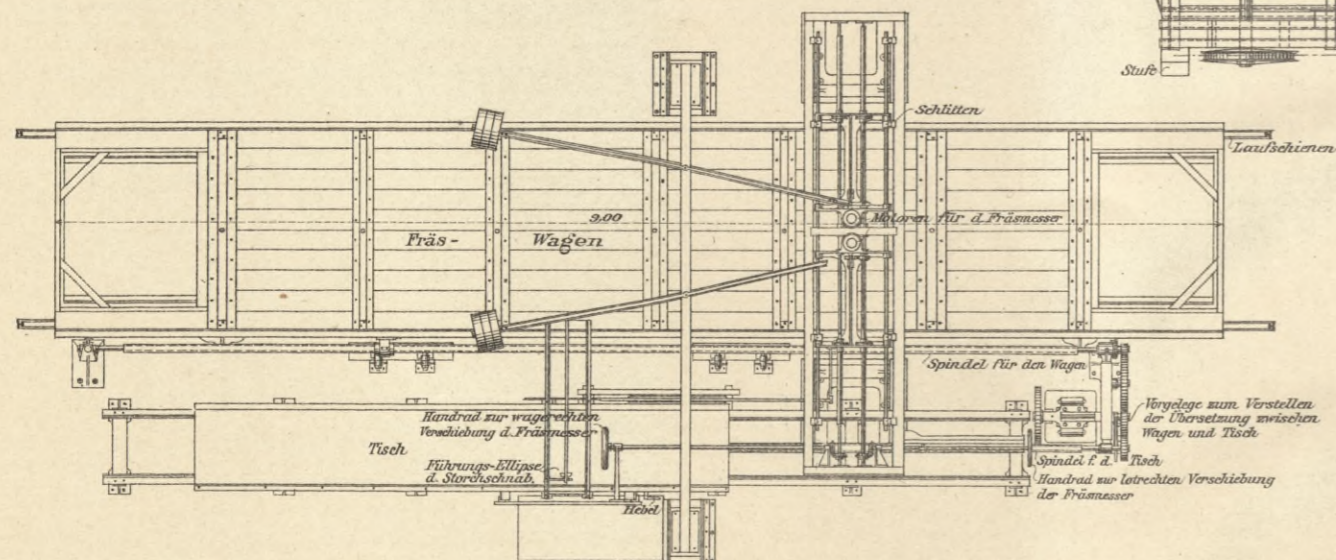 Stufe
Schlitten
Laufschienen
9,00
Motoren für d. Fräsmesser
Fräs- Wagen
Spindel für den Wagen
Handrad zur wagerechten
Verschiebung d. Fräsmesser
Vorgelege zum Verstellen
der Übersetzung zwischen
Wagen und Tisch
Tisch
Führungs-Ellipse
d. Storchschnab.
Spindel f. d. Tisch
Handrad zur lotrechten Verschiebung
der Fräsmesser
Hebel